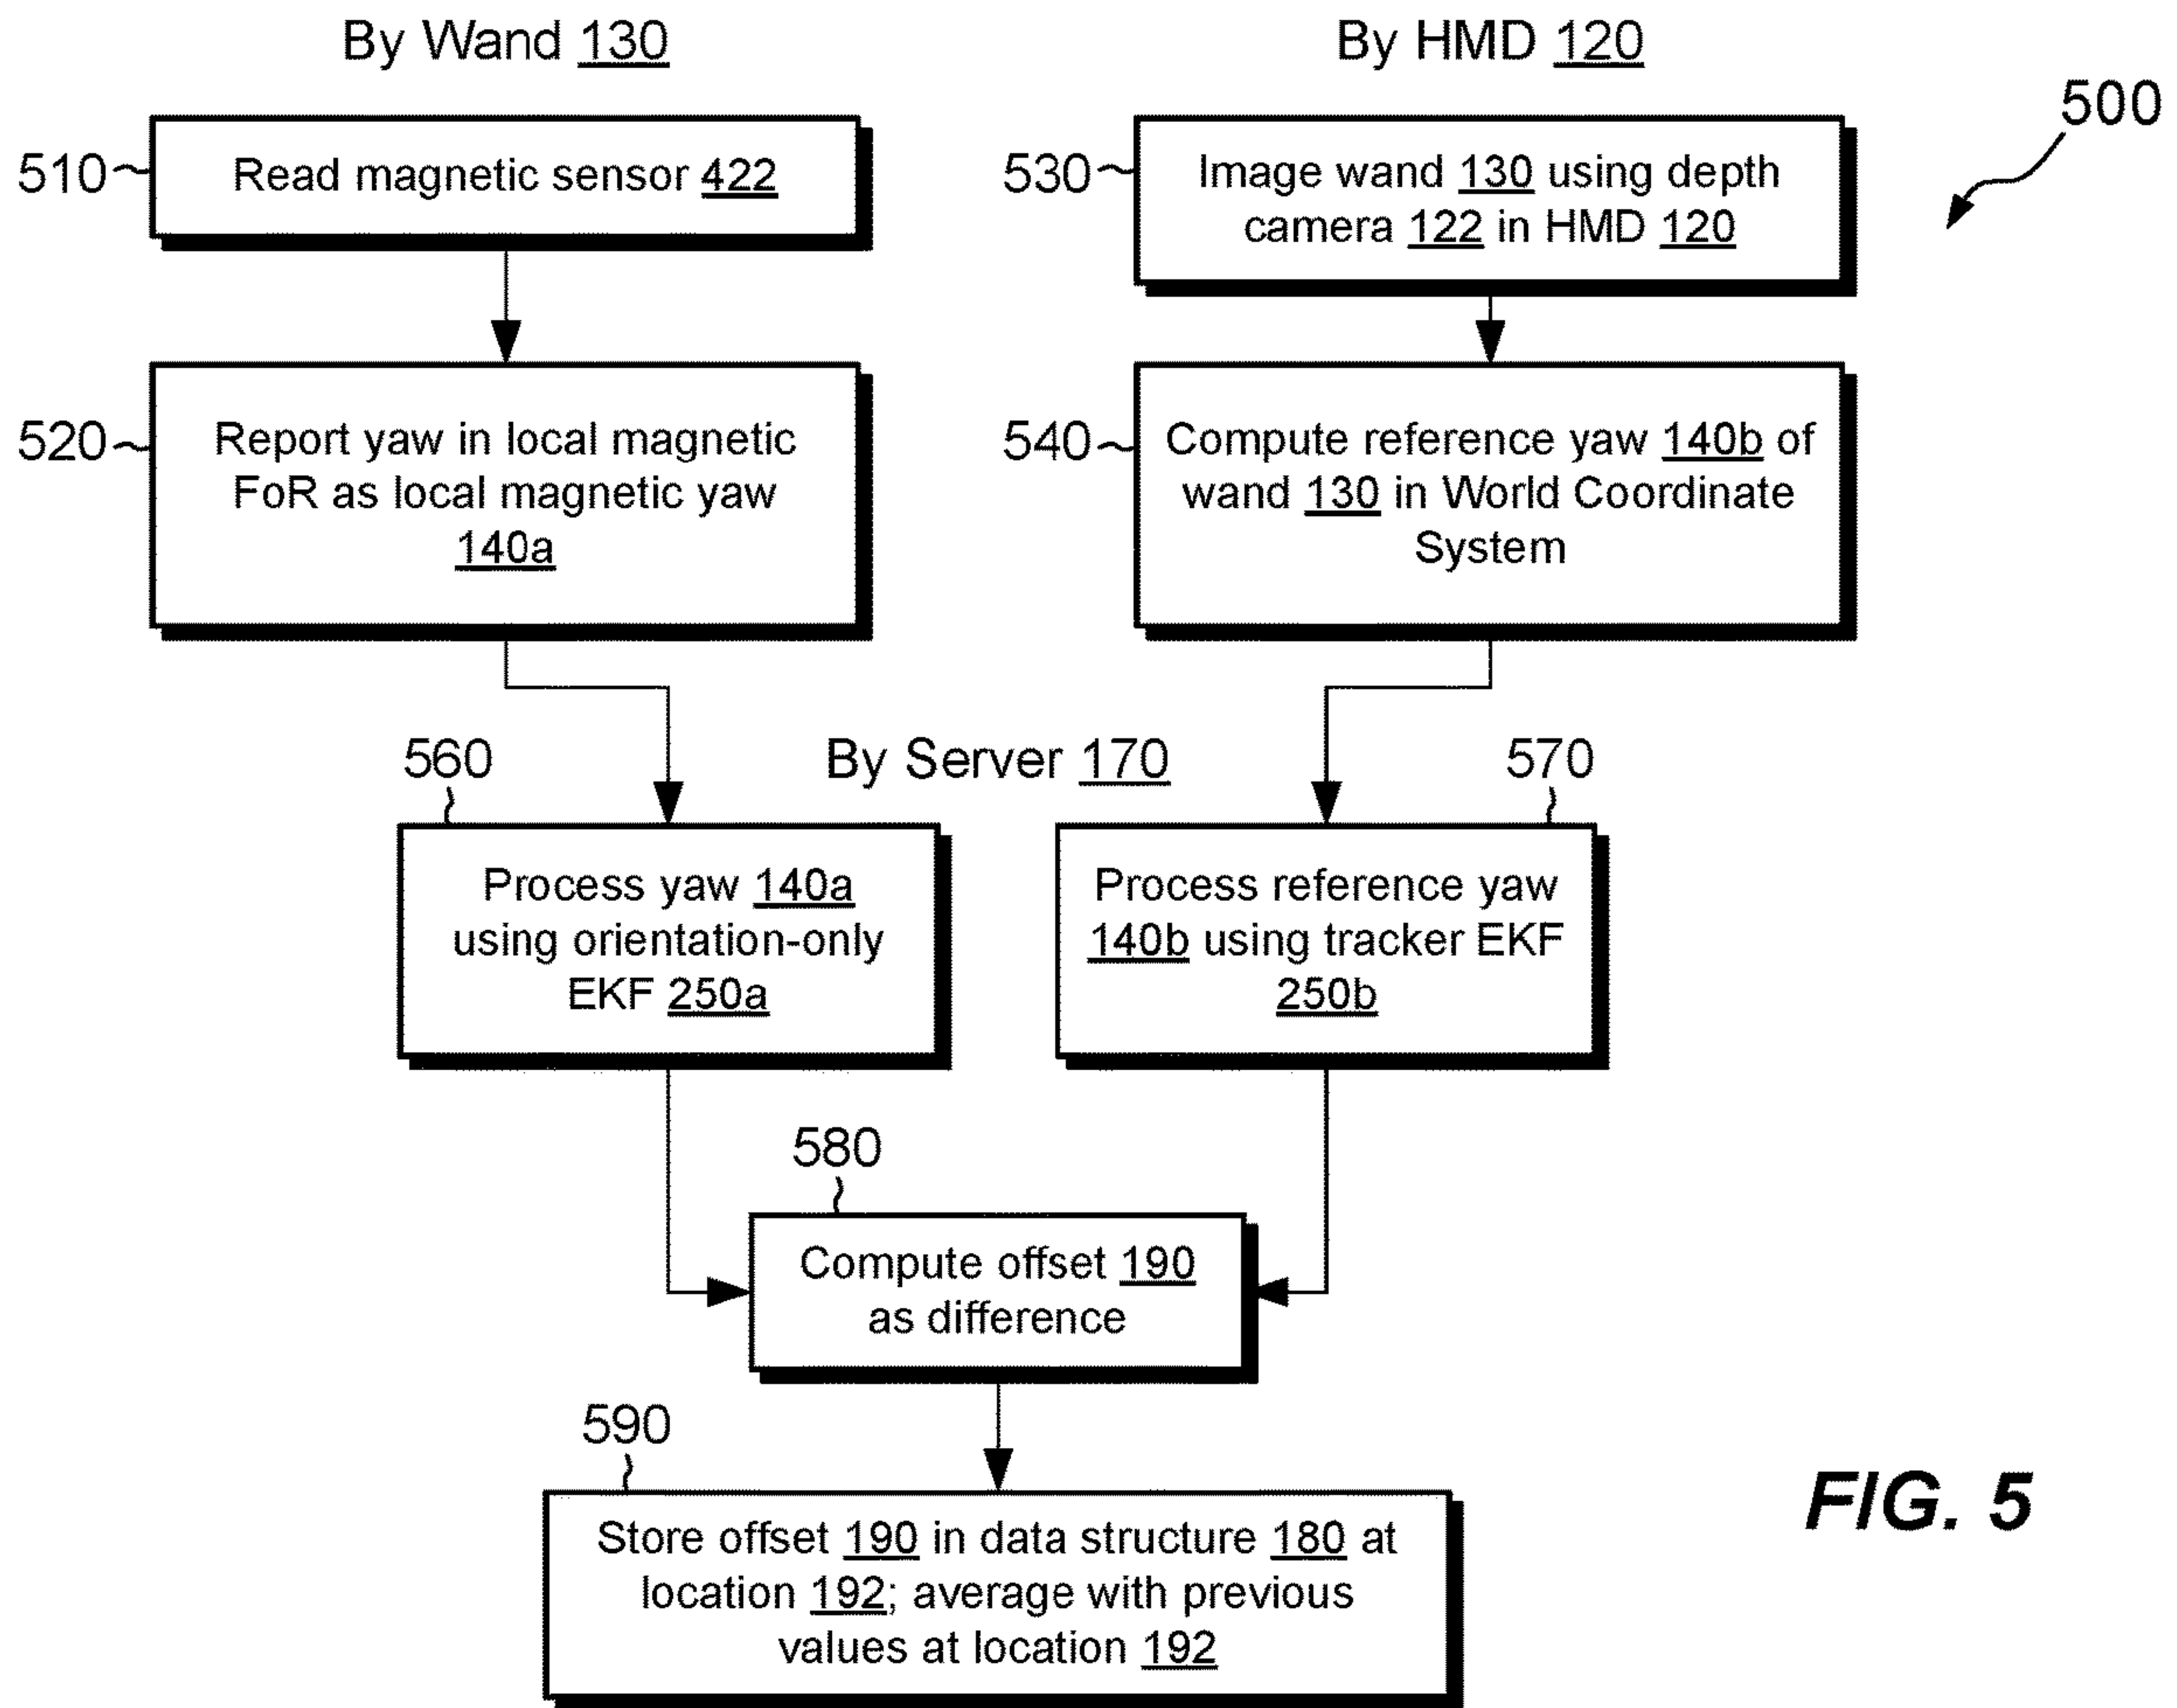 By Wand 130
By HMD 120
500
510
Read magnetic sensor 422
530
Image wand 130 using depth
camera 122 in HMD 120
520
Report yaw in local magnetic
FoR as local magnetic yaw
140a
540
Compute reference yaw 140b of
wand 130 in World Coordinate
System
By Server 170
560
Process yaw 140a
using orientation-only
EKF 250a
570
Process reference yaw
140b using tracker EKF
250b
580
Compute offset 190
as difference
590
Store offset 190 in data structure 180 at
location 192; average with previous
values at location 192
FIG. 5